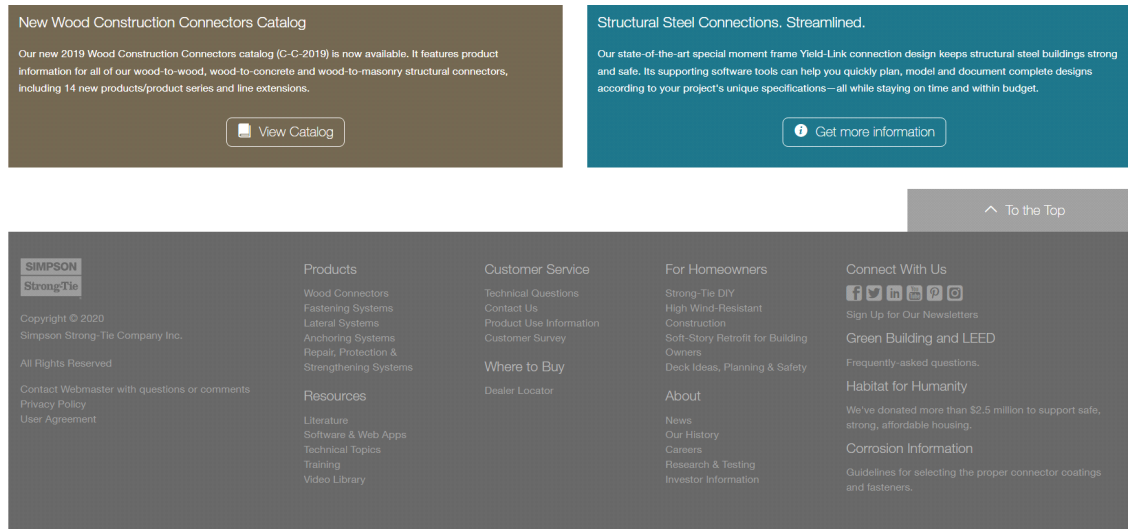 New Wood Construction Connectors Catalog
Our new 2019 Wood Construction Connectors catalog (C-C-2019) is now available. It features product
information for all of our wood-to-wood, wood-to-concrete and wood-to-masonry structural connectors,
including 14 new products/product series and line extensions.
View Catalog
Structural Steel Connections. Streamlined.
Our state-of-the-art special moment frame Yield-Link connection design keeps structural steel buildings strong
and safe. Its supporting software tools can help you quickly plan, model and document complete designs
according to your project's unique specifications—all while staying on time and within budget.
Get more information
To the Top
SIMPSON
Strong-Tie
Copyright © 2020
Simpson Strong-Tie Company Inc.
All Rights Reserved
Contact Webmaster with questions or comments
Privacy Policy
User Agreement
Products
Wood Connectors
Fastening Systems
Lateral Systems
Anchoring Systems
Repair, Protection &
Strengthening Systems
Resources
Literature
Software & Web Apps
Technical Topics
Training
Video Library
Customer Service
Technical Questions
Contact Us
Product Use Information
Customer Survey
Where to Buy
Dealer Locator
For Homeowners
Strong-Tie DIY
High Wind-Resistant
Construction
Soft-Story Retrofit for Building
Owners
Deck Ideas, Planning & Safety
About
News
Our History
Careers
Research & Testing
Investor Information
Connect With Us
Sign Up for Our Newsletters
Green Building and LEED
Frequently-asked questions.
Habitat for Humanity
We've donated more than $2.5 million to support safe,
strong, affordable housing.
Corrosion Information
Guidelines for selecting the proper connector coatings
and fasteners.